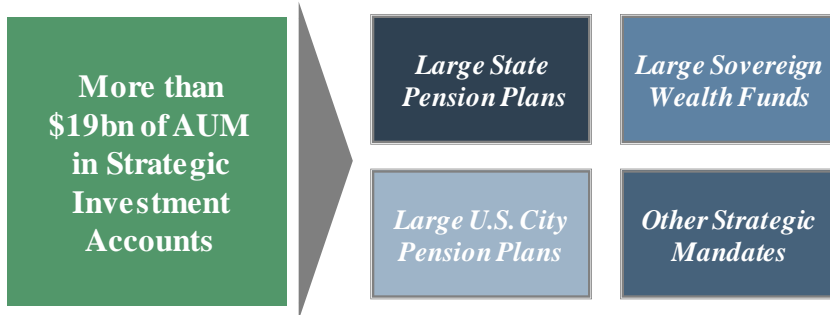 More than
$19bn of AUM
in Strategic
Investment
Accounts
Large State
Pension Plans
Large Sovereign
Wealth Funds
Large U.S. City
Pension Plans
Other Strategic
Mandates